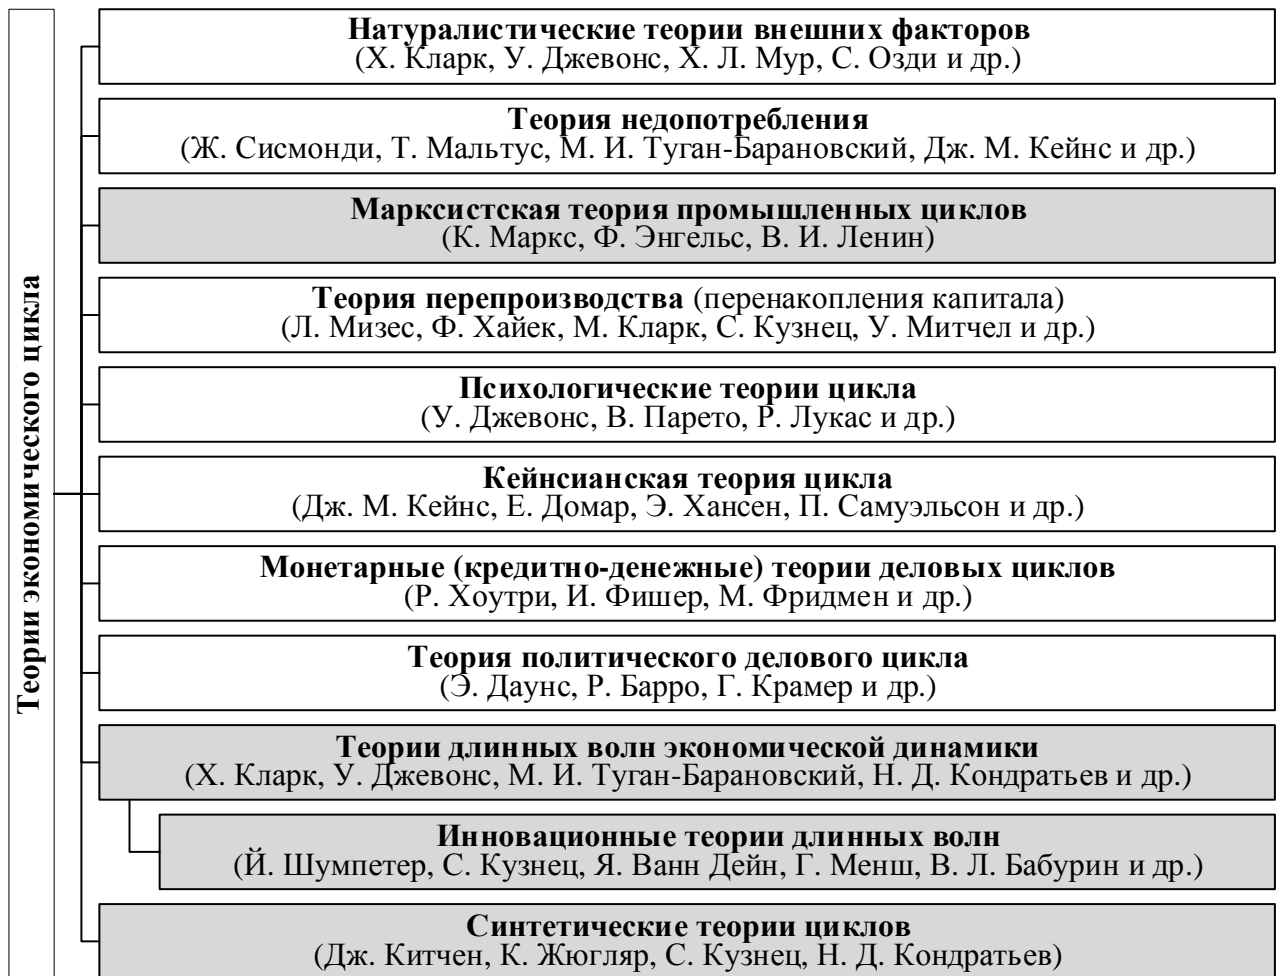 Теории экономического цикла
Натуралистические теории внешних факторов
(Х. Кларк, У. Джевонс, Х. Л. Мур, С. Озди и др.)
Теория недопотребления
(Ж. Сисмонди, Т. Мальтус, М. И. Туган-Барановский, Дж. М. Кейнс и др.)
Марксистская теория промышленных циклов
(К. Маркс, Ф. Энгельс, В. И. Ленин)
Теория перепроизводства (перенакопления капитала)
(Л. Мизес, Ф. Хайек, М. Кларк, С. Кузнец, У. Митчел и др.)
Психологические теории цикла
(У. Джевонс, В. Парето, Р. Лукас и др.)
Кейнсианская теория цикла
(Дж. М. Кейнс, Е. Домар, Э. Хансен, П. Самуэльсон и др.)
Монетарные (кредитно-денежные) теории деловых циклов
(Р. Хоутри, И. Фишер, М. Фридмен и др.)
Теория политического делового цикла
(Э. Даунс, Р. Барро, Г. Крамер и др.)
Теории длинных волн экономической динамики
(Х. Кларк, У. Джевонс, М. И. Туган-Барановский, Н. Д. Кондратьев и др.)
Инновационные теории длинных волн
(Й. Шумпетер, С. Кузнец, Я. Ванн Дейн, Г. Менш, В. Л. Бабурин и др.)
Синтетические теории циклов
(Дж. Китчен, К. Жюгляр, С. Кузнец, Н. Д. Кондратьев)